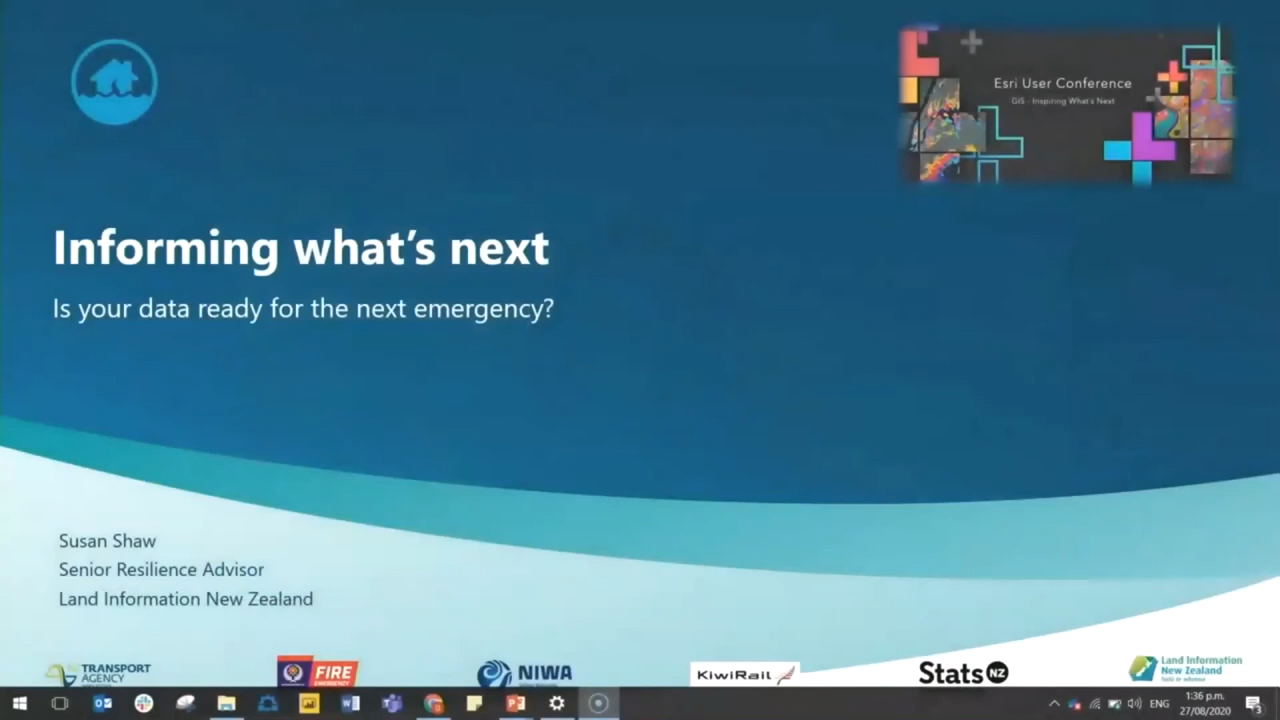 Esri User Conference
GIS - Inspiring What's Next
Informing what's next
Is your data ready for the next emergency?
Susan Shaw
Senior Resilience Advisor
Land Information New Zealand
TRANSPORT
AGENCY
FIRE
EMERGENCY
NIWA
KiwiRail
Stats NZ
Land Information
New Zealand
ENG
1:36 p.m.
27/08/2020
3